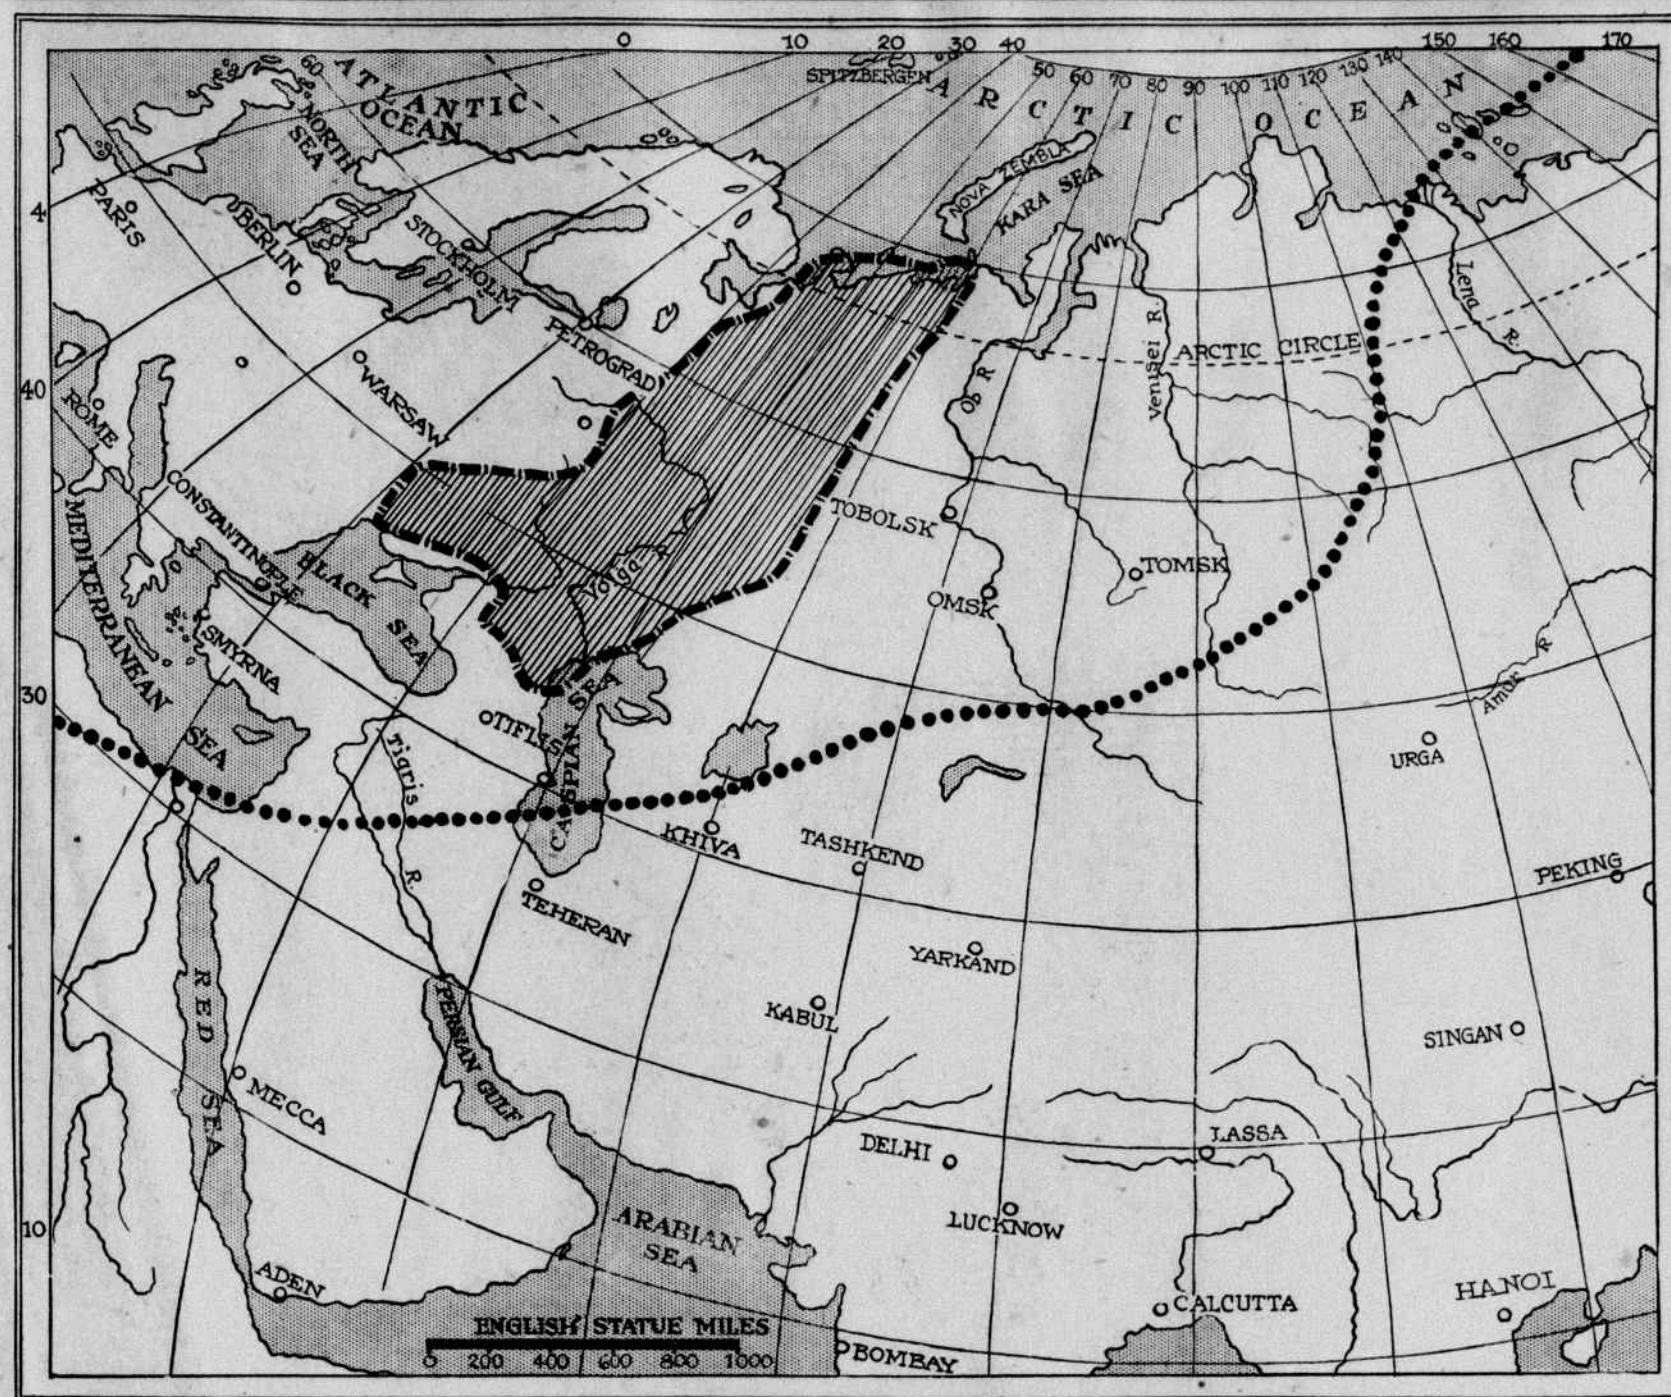 0 10 20 30 40
150 160 170
60
50 60 70 80 90 100 110 120 130 140
SPITZBERGEN
ATLANTIC
OCEAN
ARCTIC OCEAN
NORTH
SEA
NOVA ZEMBLA
KARA SEA
4
PARIS
BERLIN
STOCKHOLM
PETROGRAD
Lena R.
ARCTIC CIRCLE
Yenisei R.
Ob R
40
ROME
WARSAW
CONSTANTINOPLE
BLACK
SEA
MEDITERRANEAN
SEA
SMYRNA
Volga R
TOBOLSK
TOMSK
OMSK
Amor R
30
TIFLIS
CASPIAN SEA
Tigris R.
URGA
KHIVA
TASHKEND
PEKING
TEHERAN
YARKAND
KABUL
RED SEA
PERSIAN GULF
SINGAN
MECCA
DELHI
LASSA
10
LUCKNOW
ARABIAN
SEA
ADEN
CALCUTTA
HANOI
ENGLISH STATUE MILES
0 200 400 600 800 1000
BOMBAY